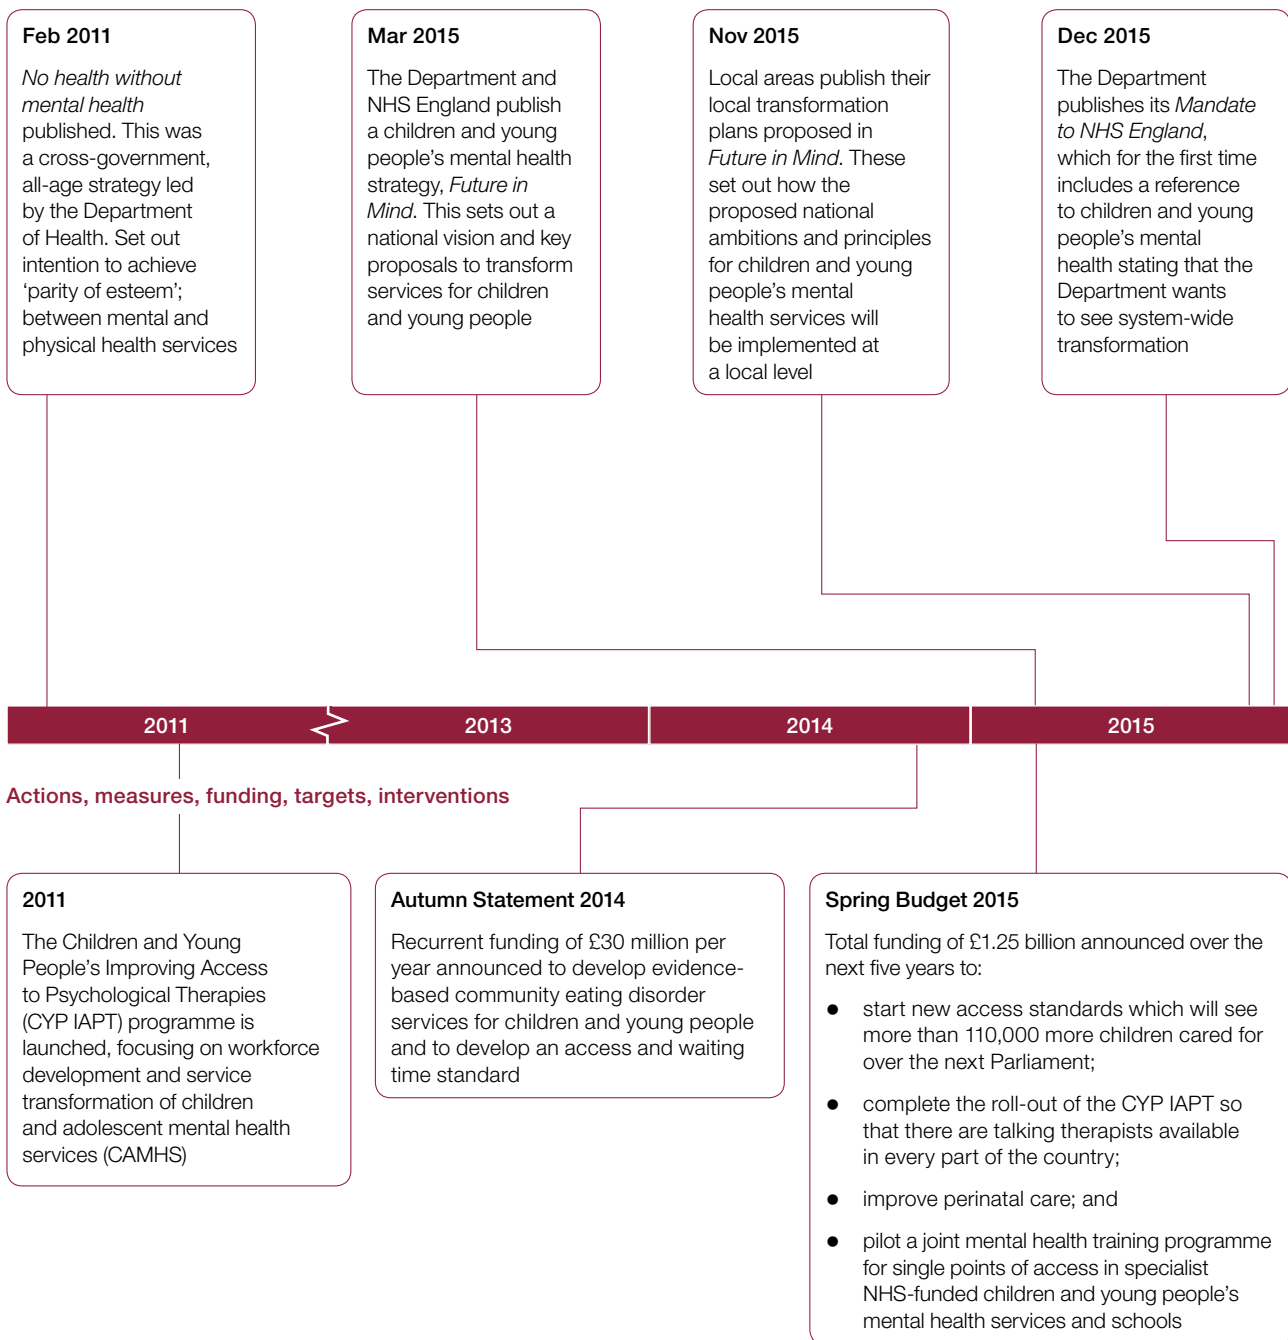 Feb 2011
No health without
mental health
published. This was
a cross-government,
all-age strategy led
by the Department
of Health. Set out
intention to achieve
‘parity of esteem’;
between mental and
physical health services
Mar 2015
The Department and
NHS England publish
a children and young
people’s mental health
strategy, Future in
Mind. This sets out a
national vision and key
proposals to transform
services for children
and young people
Nov 2015
Local areas publish their
local transformation
plans proposed in
Future in Mind. These
set out how the
proposed national
ambitions and principles
for children and young
people’s mental
health services will
be implemented at
a local level
Dec 2015
The Department
publishes its Mandate
to NHS England,
which for the first time
includes a reference
to children and young
people’s mental
health stating that the
Department wants
to see system-wide
transformation
2011
2013
2014
2015
Actions, measures, funding, targets, interventions
2011
The Children and Young
People’s Improving Access
to Psychological Therapies
(CYP IAPT) programme is
launched, focusing on workforce
development and service
transformation of children
and adolescent mental health
services (CAMHS)
Autumn Statement 2014
Recurrent funding of £30 million per
year announced to develop evidence-
based community eating disorder
services for children and young people
and to develop an access and waiting
time standard
Spring Budget 2015
Total funding of £1.25 billion announced over the
next five years to:
● start new access standards which will see
more than 110,000 more children cared for
over the next Parliament;
● complete the roll-out of the CYP IAPT so
that there are talking therapists available
in every part of the country;
● improve perinatal care; and
● pilot a joint mental health training programme
for single points of access in specialist
NHS-funded children and young people’s
mental health services and schools